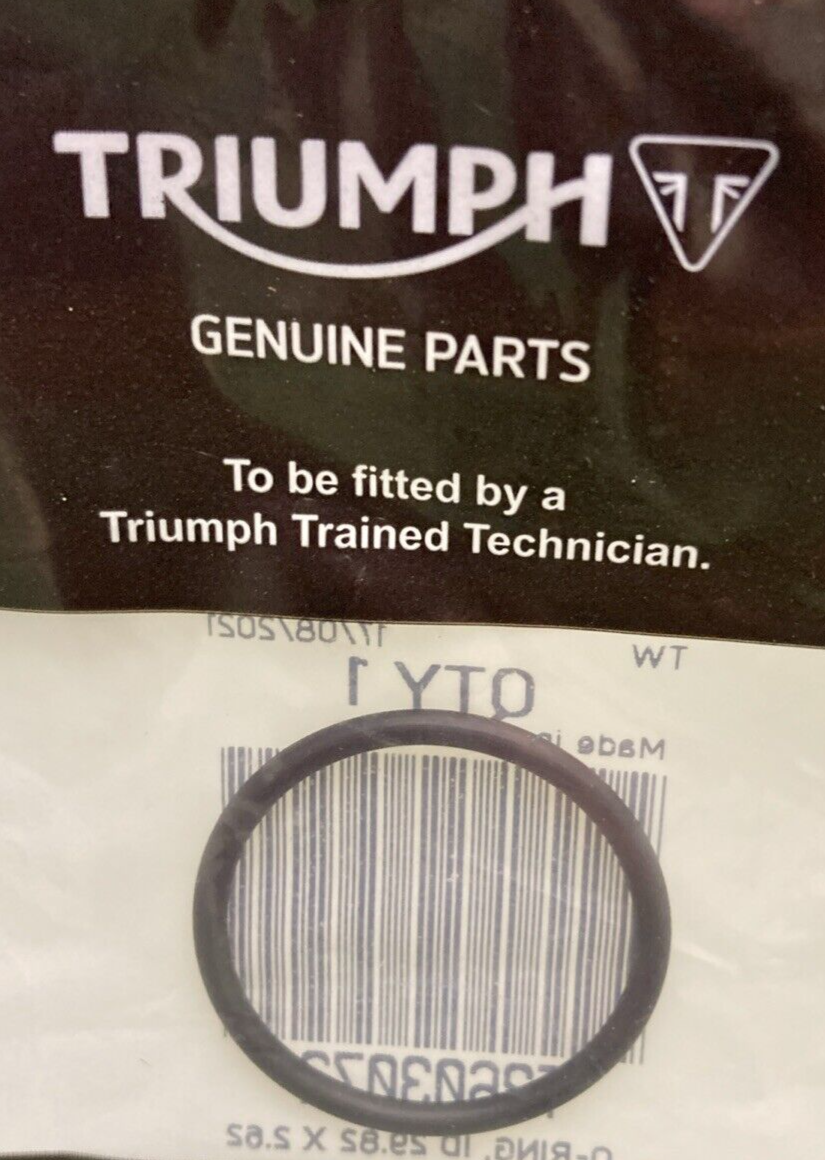 TRIUMPH
GENUINE PARTS
To be fitted by a
Triumph Trained Technician.
17/08/2021
WT
QTY 1
Made in
O-RING, ID 29.82 X 2.62